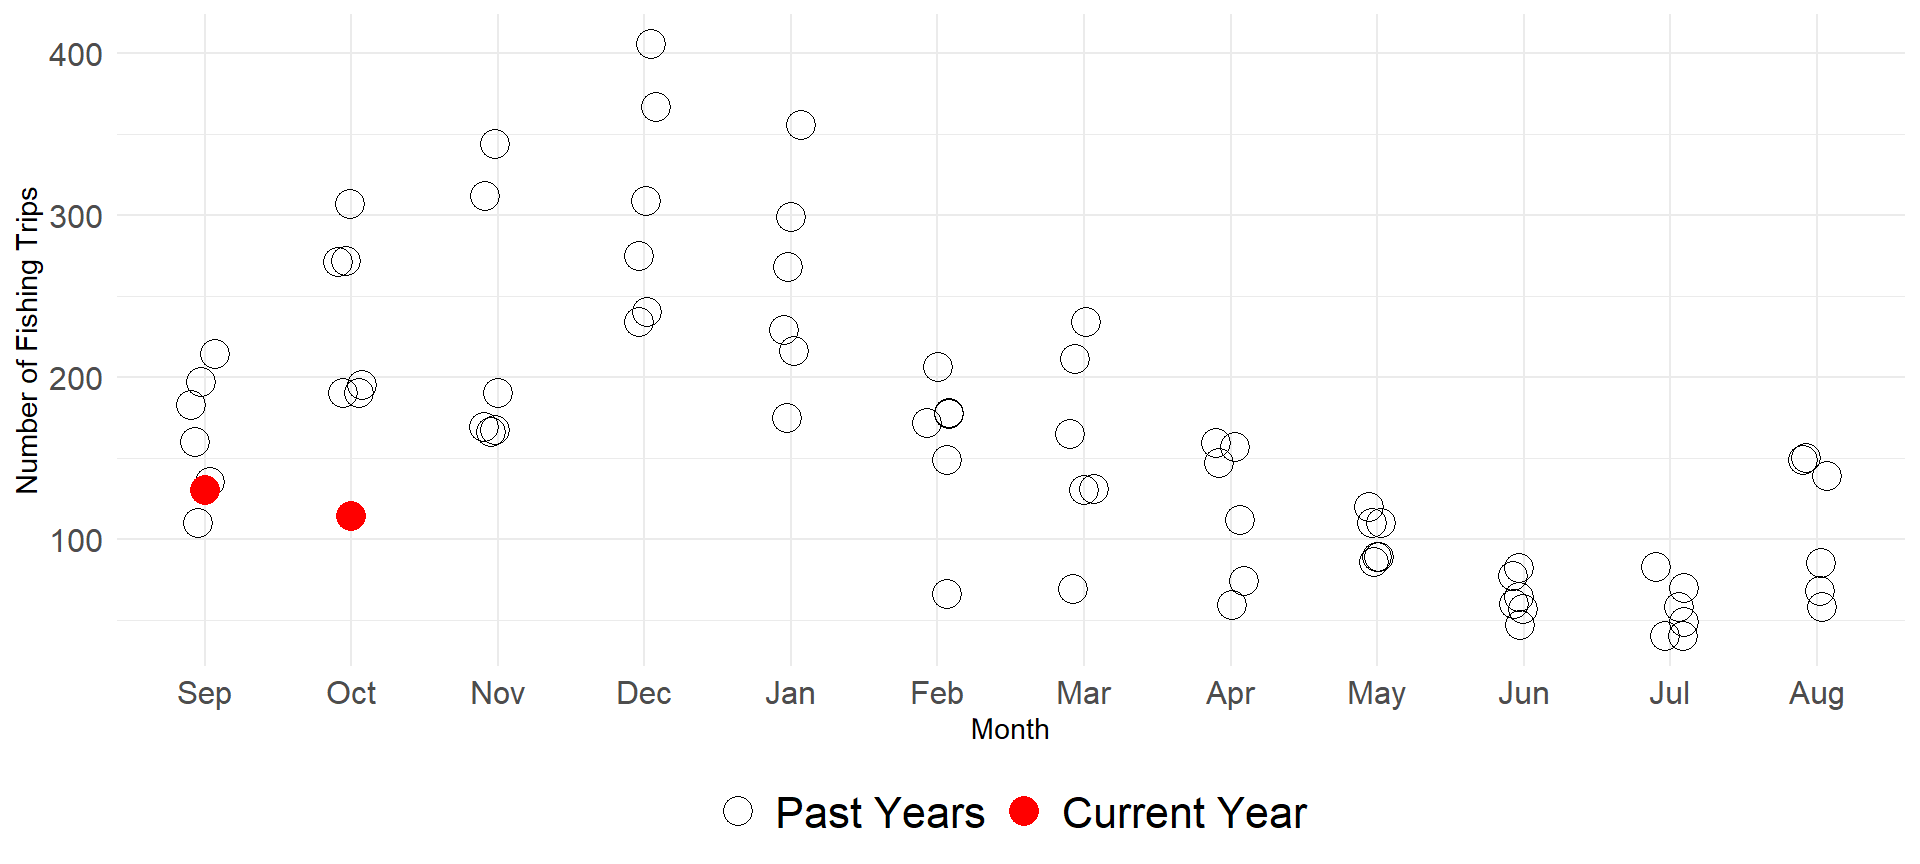 400
300
200
100
Number of Fishing Trips
Sep Oct Nov Dec Jan Feb Mar Apr May Jun Jul Aug
Month
Past Years Current Year